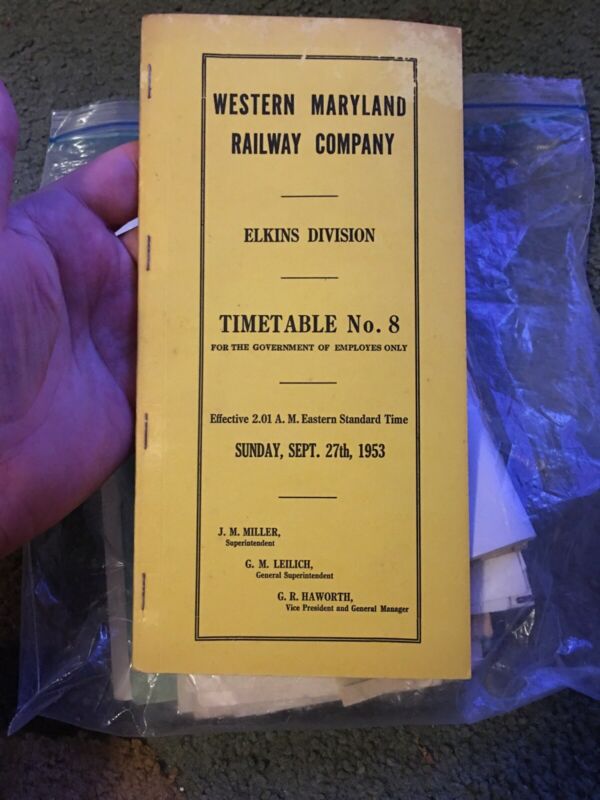 WESTERN MARYLAND
RAILWAY COMPANY
ELKINS DIVISION
TIMETABLE No. 8
FOR THE GOVERNMENT OF EMPLOYES ONLY
Effective 2.01 A. M. Eastern Standard Time
SUNDAY, SEPT. 27th, 1953
J. M. MILLER,
Superintendent
G. M. LEILICH,
General Superintendent
G. R. HAWORTH,
Vice President and General Manager